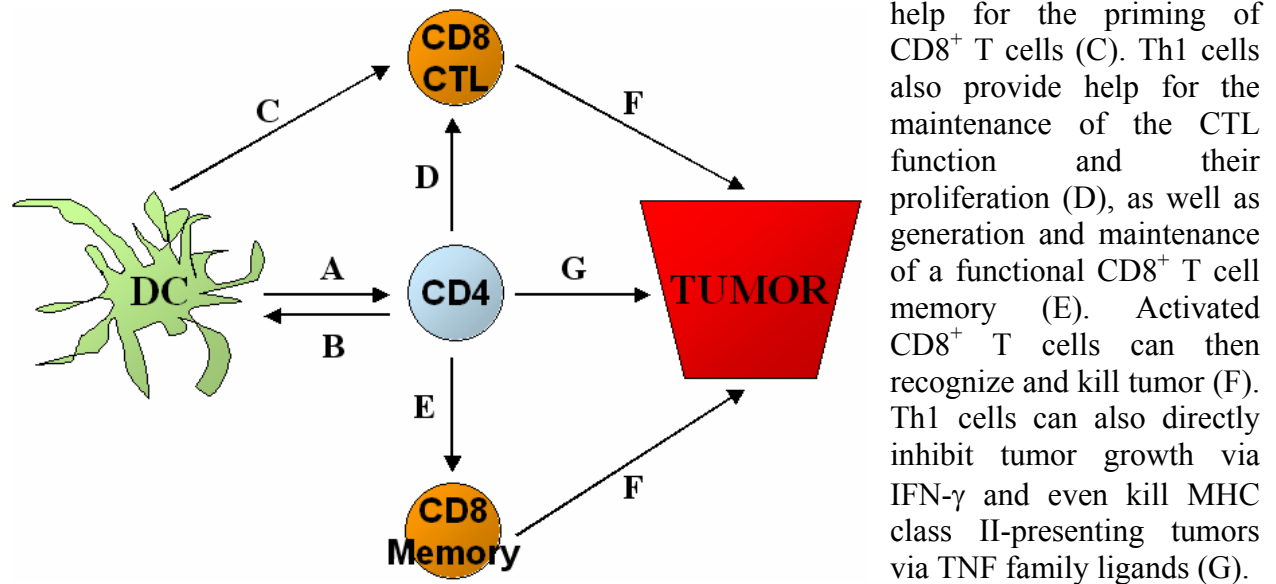 CD8
CTL
C
F
D
DC
A
CD4
G
TUMOR
B
E
F
CD8
Memory
help for the priming of
CD8⁺ T cells (C). Th1 cells
also provide help for the
maintenance of the CTL
function and their
proliferation (D), as well as
generation and maintenance
of a functional CD8⁺ T cell
memory (E). Activated
CD8⁺ T cells can then
recognize and kill tumor (F).
Th1 cells can also directly
inhibit tumor growth via
IFN-γ and even kill MHC
class II-presenting tumors
via TNF family ligands (G).